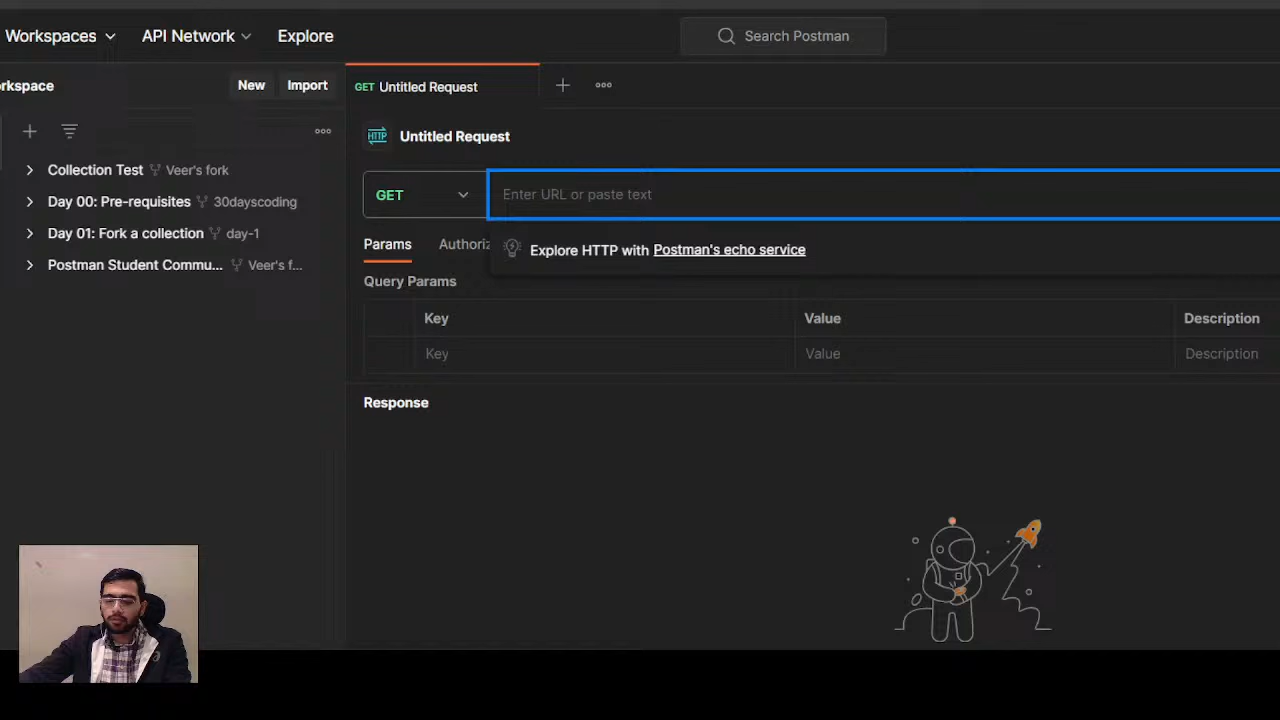 Workspaces API Network Explore Search Postman
rkspace New Import GET Untitled Request
HTTP Untitled Request
Collection Test Veer's fork
Day 00: Pre-requisites 30dayscoding
Day 01: Fork a collection day-1
Postman Student Commu... Veer's f...
GET Enter URL or paste text
Params Authoriz
Explore HTTP with Postman's echo service
Query Params
Key Value Description
Key Value Description
Response